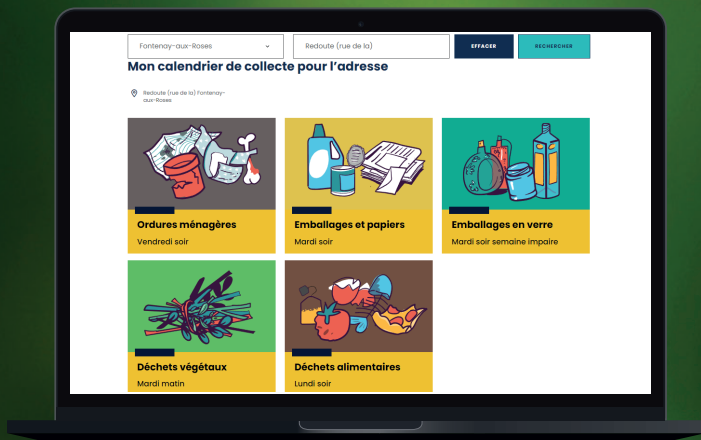 Fontenay-aux-Roses
Redoute (rue de la)
EFFACER
RECHERCHER
Mon calendrier de collecte pour l'adresse
Redoute (rue de la) Fontenay-
aux-Roses
Ordures ménagères
Vendredi soir
Emballages et papiers
Mardi soir
Emballages en verre
Mardi soir semaine impaire
Déchets végétaux
Mardi matin
Déchets alimentaires
Lundi soir